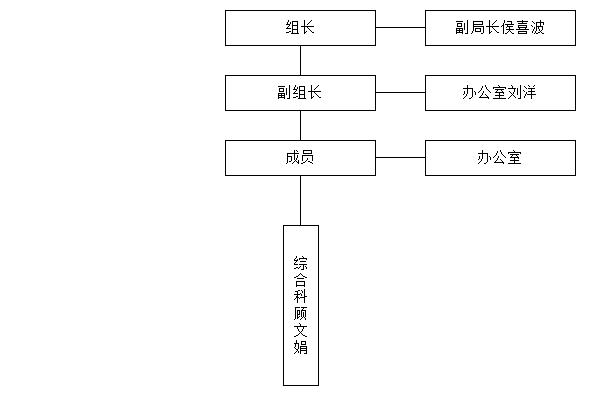 组长
副局长侯喜波
副组长
办公室刘洋
成员
办公室
综合科顾文娟